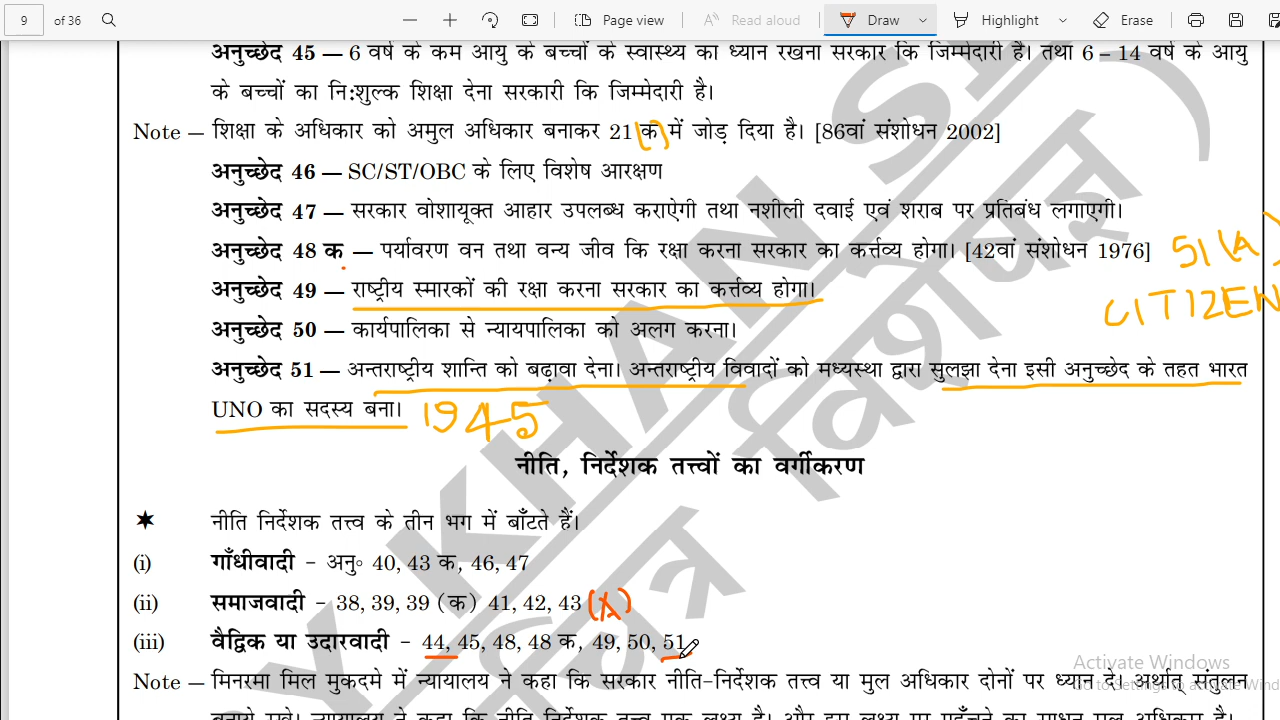 9 of 36 Page view Read aloud Draw Highlight Erase
अनुच्छेद 45 – 6 वर्ष के कम आयु के बच्चों के स्वास्थ्य का ध्यान रखना सरकार कि जिम्मेदारी है। तथा 6 – 14 वर्ष के आयु
के बच्चों का नि:शुल्क शिक्षा देना सरकारी कि जिम्मेदारी है।
Note – शिक्षा के अधिकार को अमुल अधिकार बनाकर 21 (क) में जोड़ दिया है। [86वां संशोधन 2002]
अनुच्छेद 46 – SC/ST/OBC के लिए विशेष आरक्षण
अनुच्छेद 47 – सरकार वोशायूक्त आहार उपलब्ध कराऐगी तथा नशीली दवाई एवं शराब पर प्रतिबंध लगाएगी।
अनुच्छेद 48 क – पर्यावरण वन तथा वन्य जीव कि रक्षा करना सरकार का कर्त्तव्य होगा। [42वां संशोधन 1976]
51 (A)
अनुच्छेद 49 – राष्ट्रीय स्मारकों की रक्षा करना सरकार का कर्त्तव्य होगा।
CITIZEN
अनुच्छेद 50 – कार्यपालिका से न्यायपालिका को अलग करना।
अनुच्छेद 51 – अन्तराष्ट्रीय शान्ति को बढ़ावा देना। अन्तराष्ट्रीय विवादों को मध्यस्था द्वारा सुलझा देना इसी अनुच्छेद के तहत भारत
UNO का सदस्य बना। 1945
नीति, निर्देशक तत्त्वों का वर्गीकरण
★ नीति निर्देशक तत्त्व के तीन भग में बाँटते हैं।
(i) गाँधीवादी - अनु॰ 40, 43 क, 46, 47
(ii) समाजवादी - 38, 39, 39 (क) 41, 42, 43 (A)
(iii) वैद्विक या उदारवादी - 44, 45, 48, 48 क, 49, 50, 51
Activate Windows
Go to Settings to activate Wind
Note – मिनरमा मिल मुकदमे में न्यायालय ने कहा कि सरकार नीति-निर्देशक तत्त्व या मुल अधिकार दोनों पर ध्यान दे। अर्थात् संतुलन
KHAN S